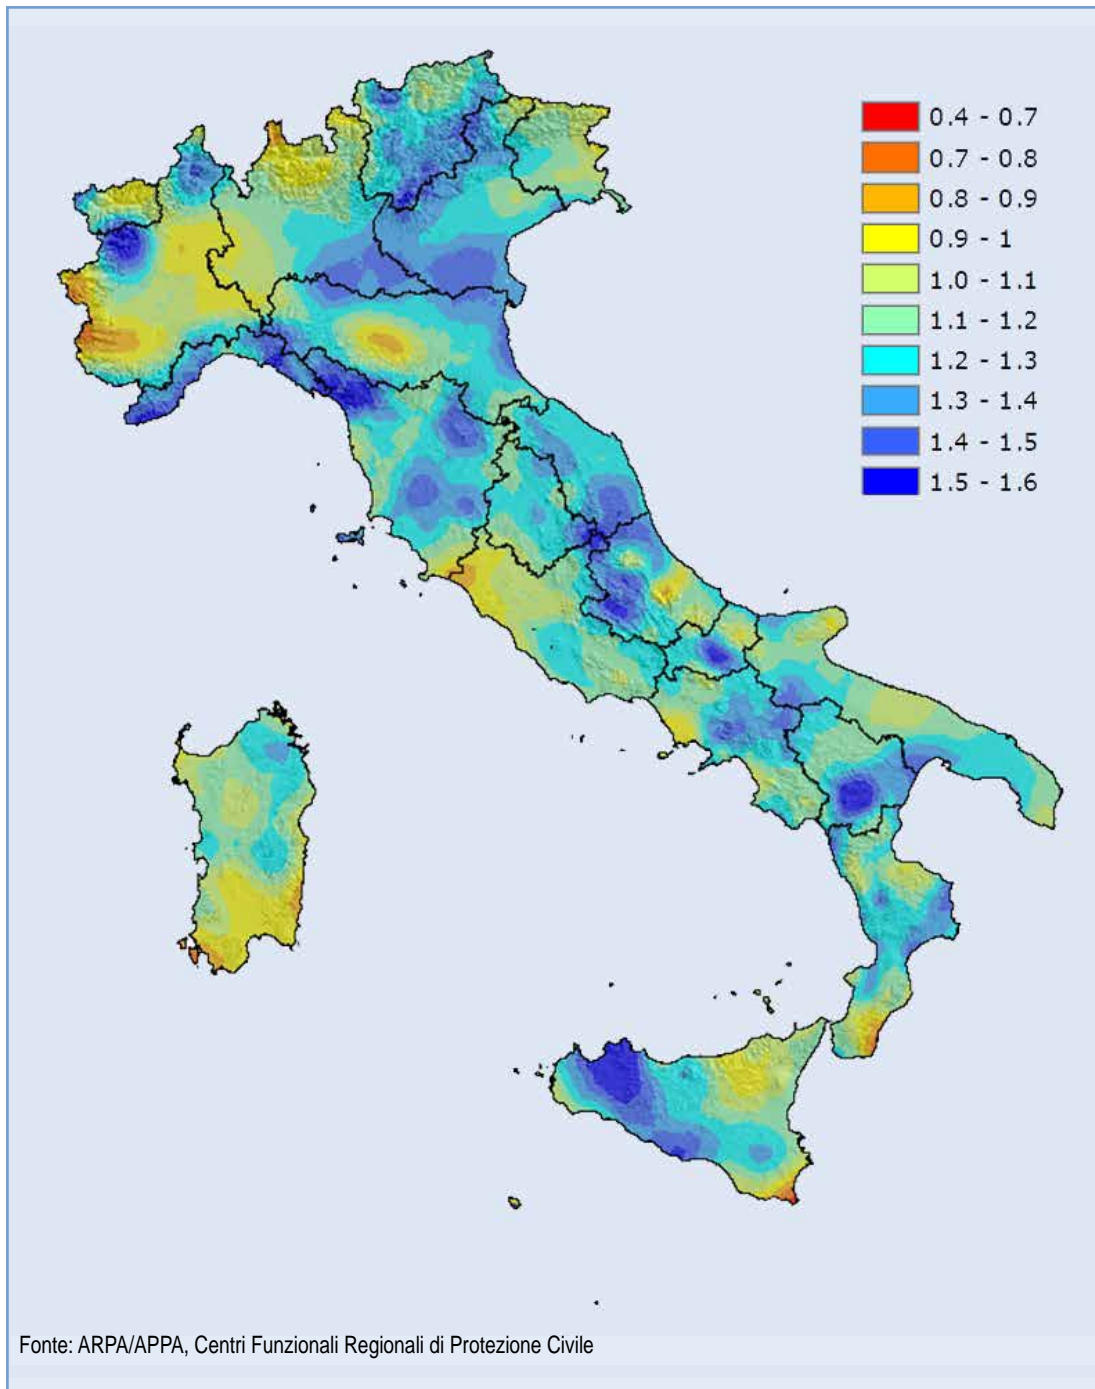 0.4 - 0.7
0.7 - 0.8
0.8 - 0.9
0.9 - 1
1.0 - 1.1
1.1 - 1.2
1.2 - 1.3
1.3 - 1.4
1.4 - 1.5
1.5 - 1.6
Fonte: ARPA/APPA, Centri Funzionali Regionali di Protezione Civile